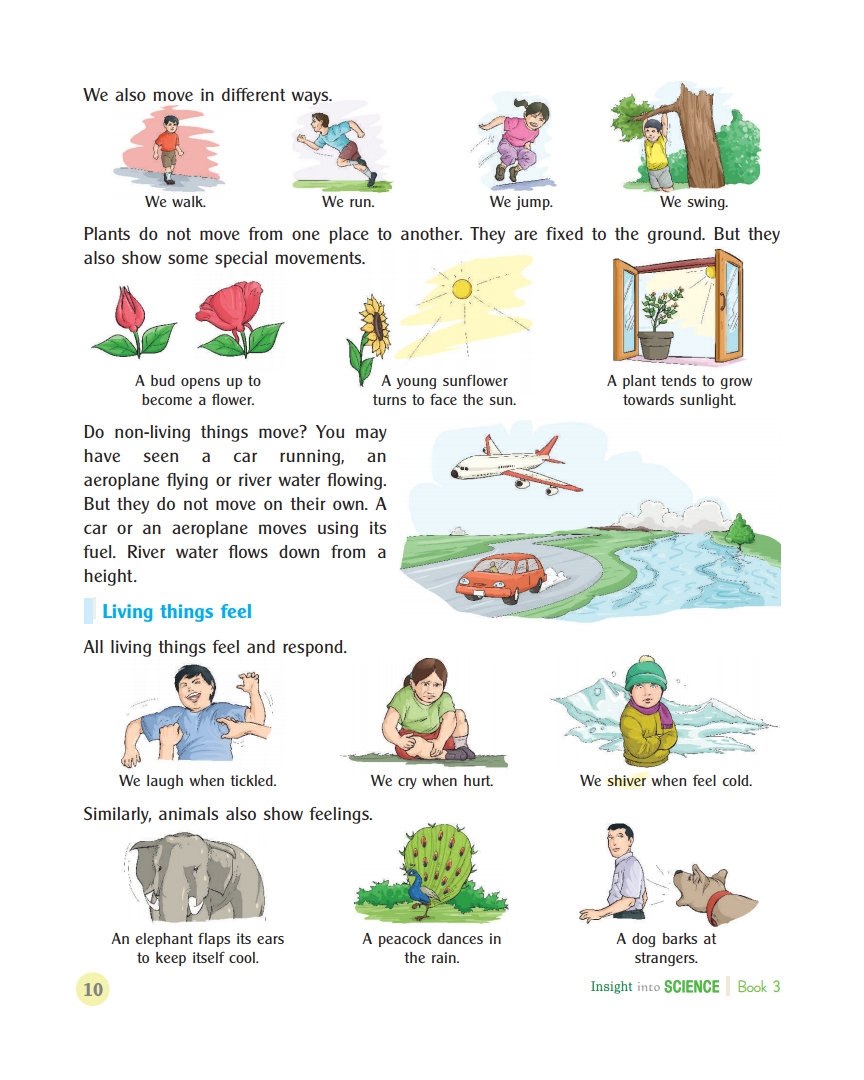 We also move in different ways.
We walk.
We run.
We jump.
We swing.
Plants do not move from one place to another. They are fixed to the ground. But they
also show some special movements.
A bud opens up to
become a flower.
A young sunflower
turns to face the sun.
A plant tends to grow
towards sunlight.
Do non-living things move? You may
have seen a car running, an
aeroplane flying or river water flowing.
But they do not move on their own. A
car or an aeroplane moves using its
fuel. River water flows down from a
height.
Living things feel
All living things feel and respond.
We laugh when tickled.
We cry when hurt.
We shiver when feel cold.
Similarly, animals also show feelings.
An elephant flaps its ears
to keep itself cool.
A peacock dances in
the rain.
A dog barks at
strangers.
10
Insight into SCIENCE Book 3